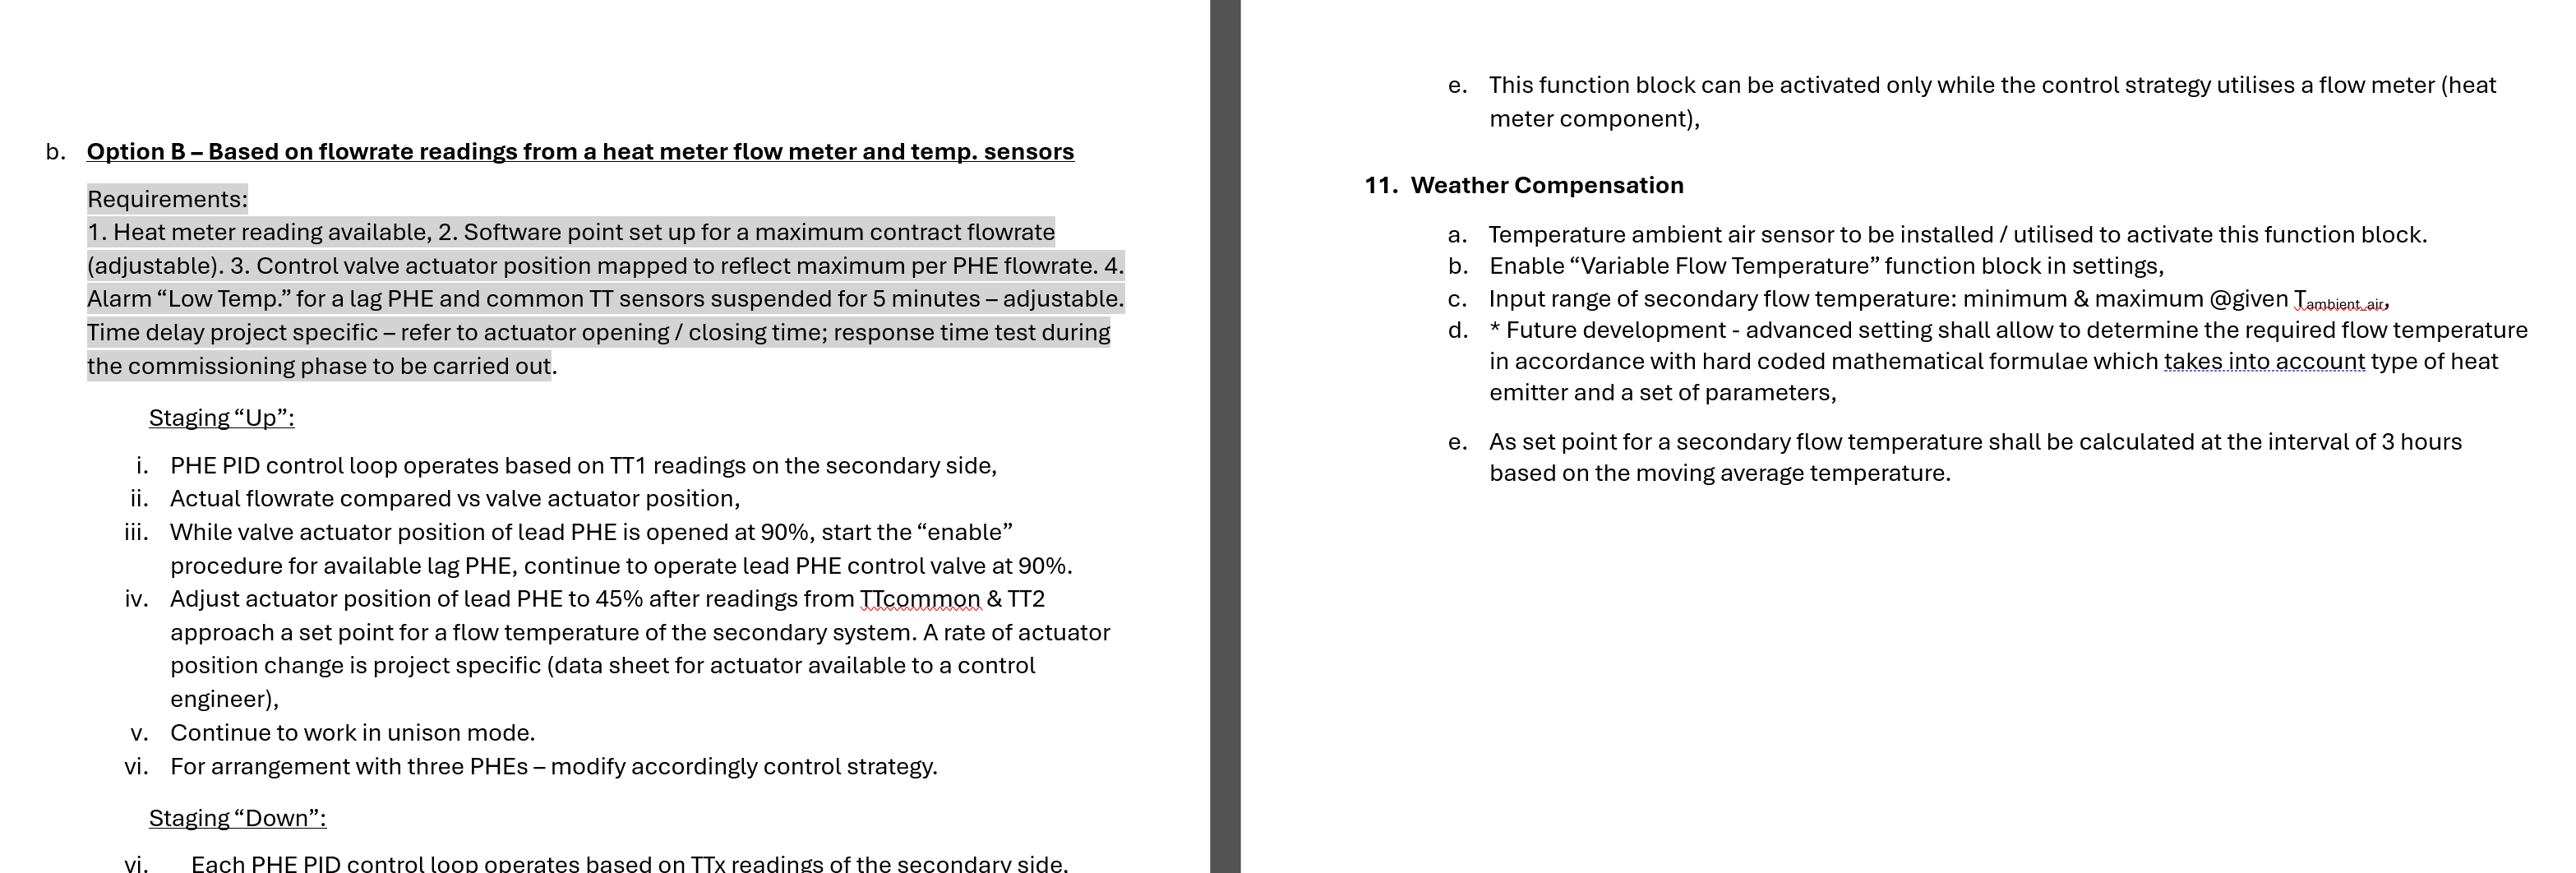 b. Option B – Based on flowrate readings from a heat meter flow meter and temp. sensors
Requirements:
1. Heat meter reading available, 2. Software point set up for a maximum contract flowrate
(adjustable). 3. Control valve actuator position mapped to reflect maximum per PHE flowrate. 4.
Alarm “Low Temp.” for a lag PHE and common TT sensors suspended for 5 minutes – adjustable.
Time delay project specific – refer to actuator opening / closing time; response time test during
the commissioning phase to be carried out.
Staging “Up”:
i. PHE PID control loop operates based on TT1 readings on the secondary side,
ii. Actual flowrate compared vs valve actuator position,
iii. While valve actuator position of lead PHE is opened at 90%, start the “enable”
procedure for available lag PHE, continue to operate lead PHE control valve at 90%.
iv. Adjust actuator position of lead PHE to 45% after readings from TTcommon & TT2
approach a set point for a flow temperature of the secondary system. A rate of actuator
position change is project specific (data sheet for actuator available to a control
engineer),
v. Continue to work in unison mode.
vi. For arrangement with three PHEs – modify accordingly control strategy.
Staging “Down”:
vi. Each PHE PID control loop operates based on TTx readings of the secondary side,
e. This function block can be activated only while the control strategy utilises a flow meter (heat
meter component),
11. Weather Compensation
a. Temperature ambient air sensor to be installed / utilised to activate this function block.
b. Enable “Variable Flow Temperature” function block in settings,
c. Input range of secondary flow temperature: minimum & maximum @given Tambient_air,
d. * Future development - advanced setting shall allow to determine the required flow temperature
in accordance with hard coded mathematical formulae which takes into account type of heat
emitter and a set of parameters,
e. As set point for a secondary flow temperature shall be calculated at the interval of 3 hours
based on the moving average temperature.